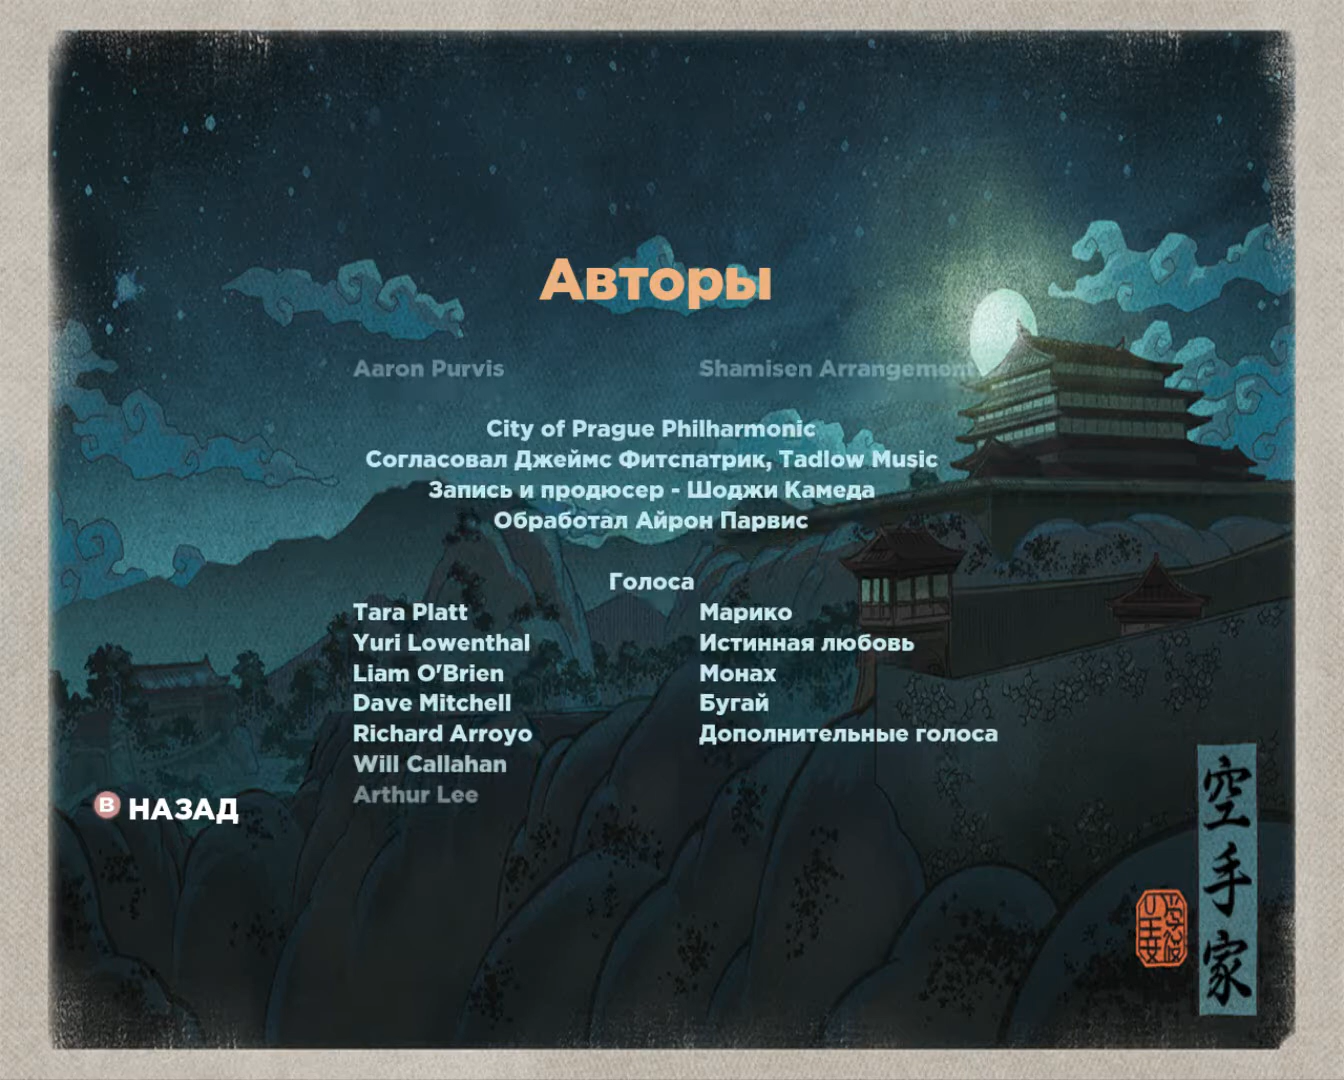 Авторы
Aaron Purvis Shamisen Arrangement
City of Prague Philharmonic
Согласовал Джеймс Фитспатрик, Tadlow Music
Запись и продюсер - Шоджи Камеда
Обработал Айрон Парвис
Голоса
Tara Platt Марико
Yuri Lowenthal Истинная любовь
Liam O'Brien Монах
Dave Mitchell Бугай
Richard Arroyo Дополнительные голоса
Will Callahan
Arthur Lee
B НАЗАД
空手家